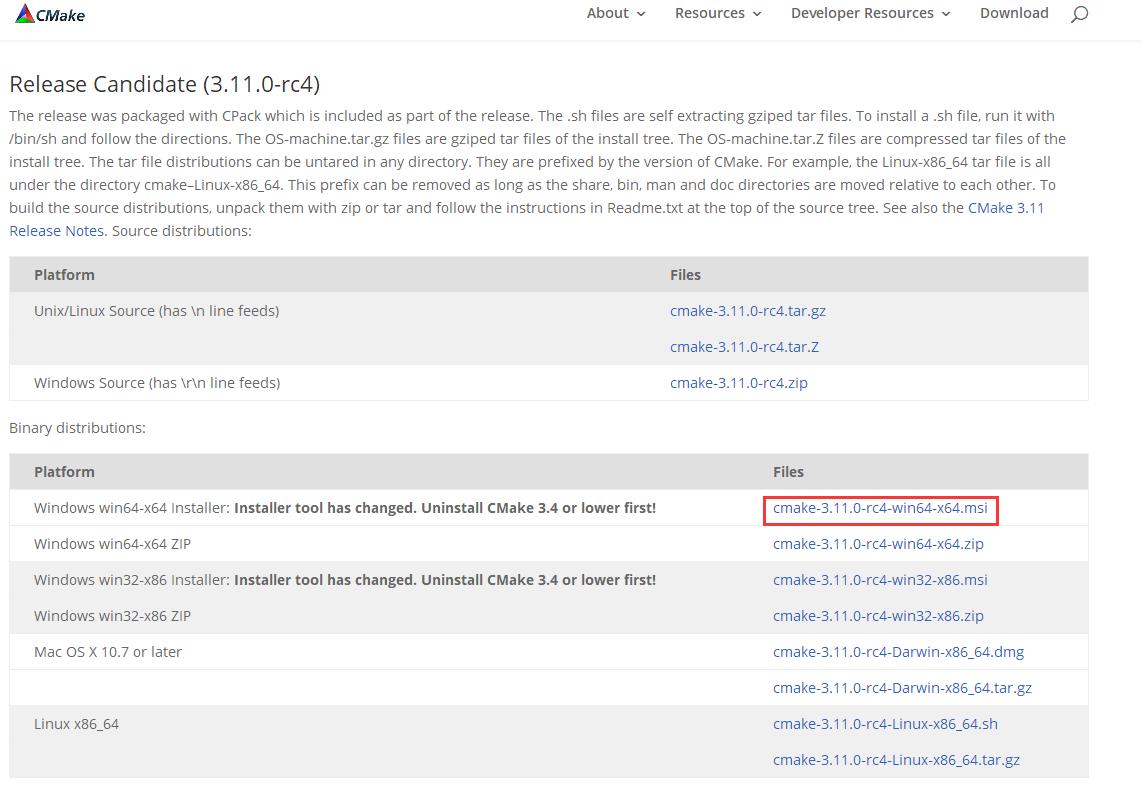 CMake
About
Resources
Developer Resources
Download
Release Candidate (3.11.0-rc4)
The release was packaged with CPack which is included as part of the release. The .sh files are self extracting gziped tar files. To install a .sh file, run it with
/bin/sh and follow the directions. The OS-machine.tar.gz files are gziped tar files of the install tree. The OS-machine.tar.Z files are compressed tar files of the
install tree. The tar file distributions can be untared in any directory. They are prefixed by the version of CMake. For example, the Linux-x86_64 tar file is all
under the directory cmake–Linux-x86_64. This prefix can be removed as long as the share, bin, man and doc directories are moved relative to each other. To
build the source distributions, unpack them with zip or tar and follow the instructions in Readme.txt at the top of the source tree. See also the CMake 3.11
Release Notes. Source distributions:
Platform Files
Unix/Linux Source (has \n line feeds) cmake-3.11.0-rc4.tar.gz
cmake-3.11.0-rc4.tar.Z
Windows Source (has \r\n line feeds) cmake-3.11.0-rc4.zip
Binary distributions:
Platform Files
Windows win64-x64 Installer: Installer tool has changed. Uninstall CMake 3.4 or lower first! cmake-3.11.0-rc4-win64-x64.msi
Windows win64-x64 ZIP cmake-3.11.0-rc4-win64-x64.zip
Windows win32-x86 Installer: Installer tool has changed. Uninstall CMake 3.4 or lower first! cmake-3.11.0-rc4-win32-x86.msi
Windows win32-x86 ZIP cmake-3.11.0-rc4-win32-x86.zip
Mac OS X 10.7 or later cmake-3.11.0-rc4-Darwin-x86_64.dmg
cmake-3.11.0-rc4-Darwin-x86_64.tar.gz
Linux x86_64 cmake-3.11.0-rc4-Linux-x86_64.sh
cmake-3.11.0-rc4-Linux-x86_64.tar.gz